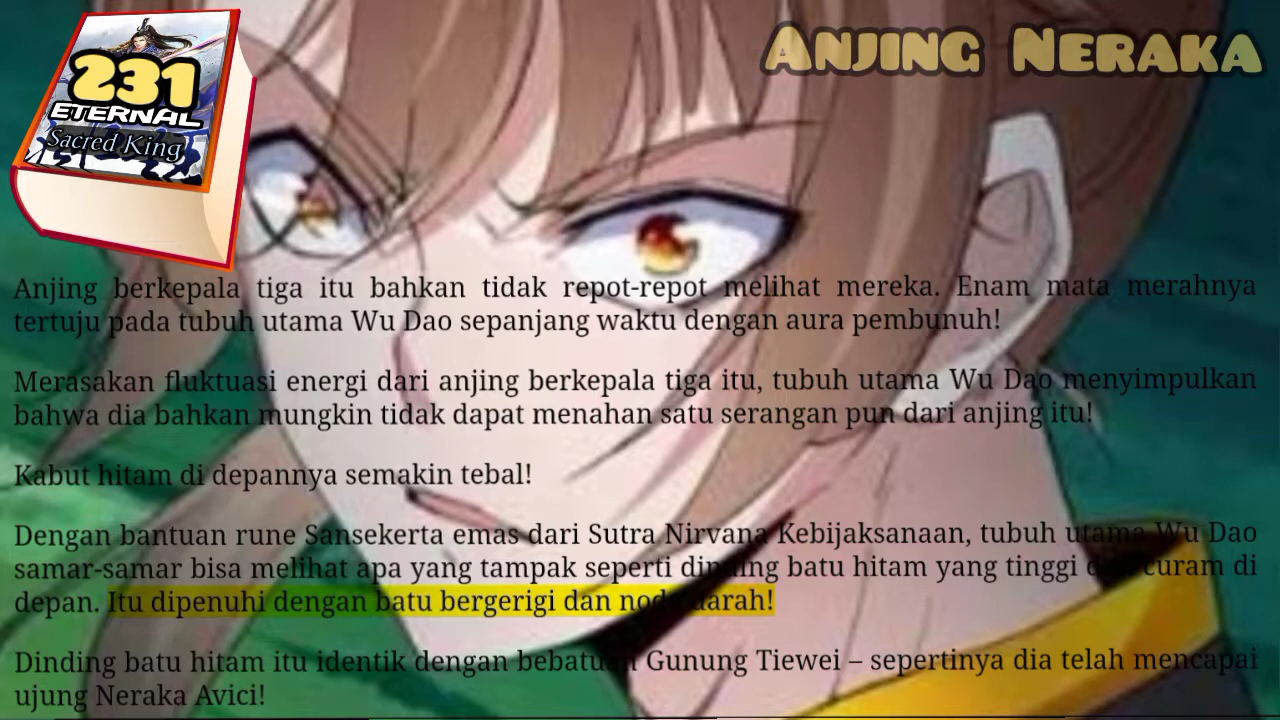 231
ETERNAL
Sacred King
ANJING NERAKA
Anjing berkepala tiga itu bahkan tidak repot-repot melihat mereka. Enam mata merahnya
tertuju pada tubuh utama Wu Dao sepanjang waktu dengan aura pembunuh!
Merasakan fluktuasi energi dari anjing berkepala tiga itu, tubuh utama Wu Dao menyimpulkan
bahwa dia bahkan mungkin tidak dapat menahan satu serangan pun dari anjing itu!
Kabut hitam di depannya semakin tebal!
Dengan bantuan rune Sansekerta emas dari Sutra Nirvana Kebijaksanaan, tubuh utama Wu Dao
samar-samar bisa melihat apa yang tampak seperti dinding batu hitam yang tinggi dan curam di
depan. Itu dipenuhi dengan batu bergerigi dan noda darah!
Dinding batu hitam itu identik dengan bebatuan Gunung Tiewei – sepertinya dia telah mencapai
ujung Neraka Avici!